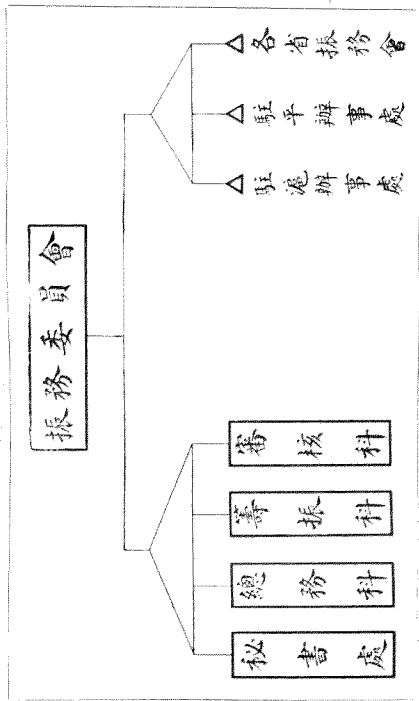 振務委員會
各省振務會
駐平辦事處
駐滬辦事處
審核科
籌振科
總務科
秘書處